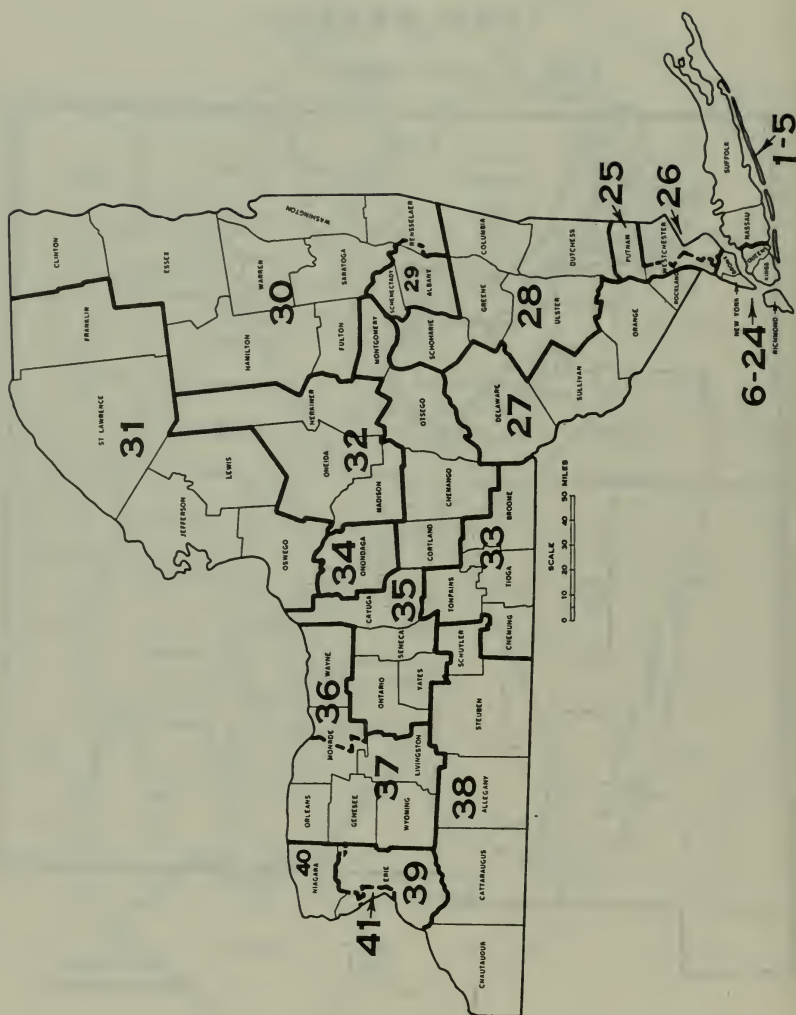 CLINTON
FRANKLIN
ESSEX
ST LAWRENCE
31
JEFFERSON
LEWIS
HAMILTON
WARREN
WASHINGTON
30
HERKIMER
OSWEGO
ONEIDA
32
FULTON
SARATOGA
MONTGOMERY
SCHENECTADY
RENSSELAER
29
ALBANY
NIAGARA
40
ORLEANS
MONROE
36
WAYNE
GENESEE
ERIE
41
39
WYOMING
37
LIVINGSTON
ONTARIO
YATES
SENECA
CAYUGA
35
34
ONONDAGA
MADISON
CORTLAND
CHENANGO
OTSEGO
SCHOHARIE
GREENE
COLUMBIA
CHAUTAUQUA
CATTARAUGUS
38
ALLEGANY
STEUBEN
SCHUYLER
TOMPKINS
CHEMUNG
TIOGA
33
BROOME
DELAWARE
27
28
ULSTER
DUTCHESS
SULLIVAN
ORANGE
PUTNAM
25
ROCKLAND
WESTCHESTER
26
SCALE
0 10 20 30 40 50 MILES
NEW YORK
6-24
QUEENS
KINGS
RICHMOND
NASSAU
SUFFOLK
1-5